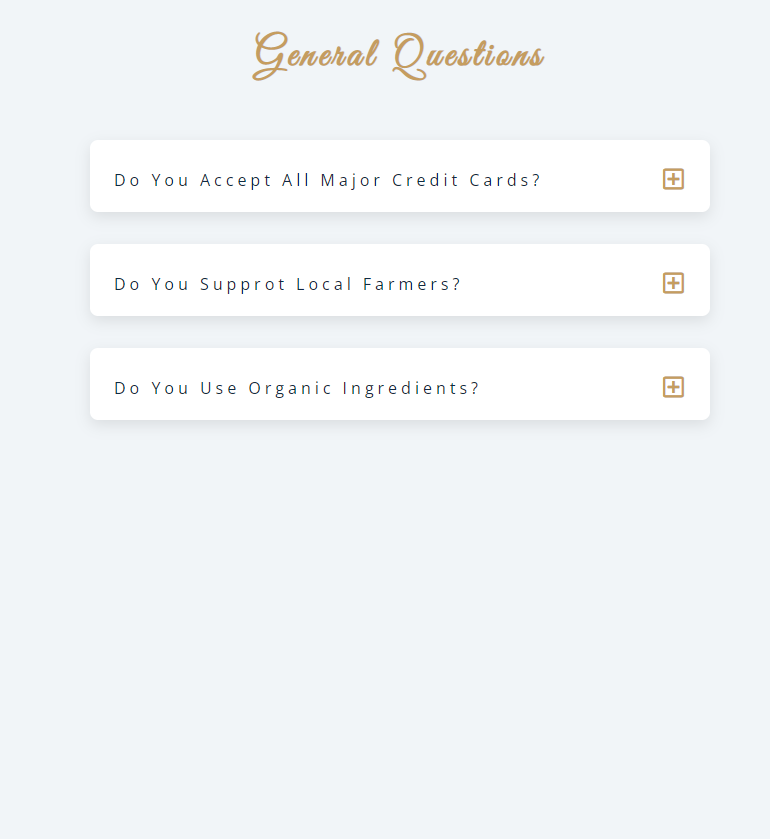 General Questions
Do You Accept All Major Credit Cards?
Do You Supprot Local Farmers?
Do You Use Organic Ingredients?